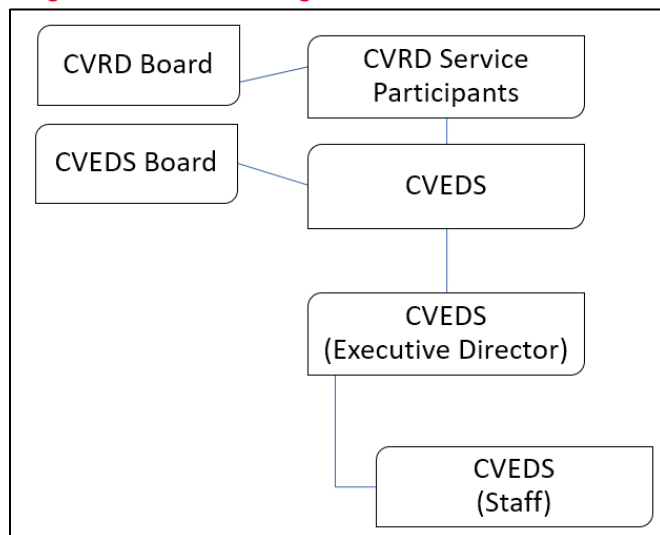 CVRD Board
CVRD Service
Participants
CVEDS Board
CVEDS
CVEDS
(Executive Director)
CVEDS
(Staff)